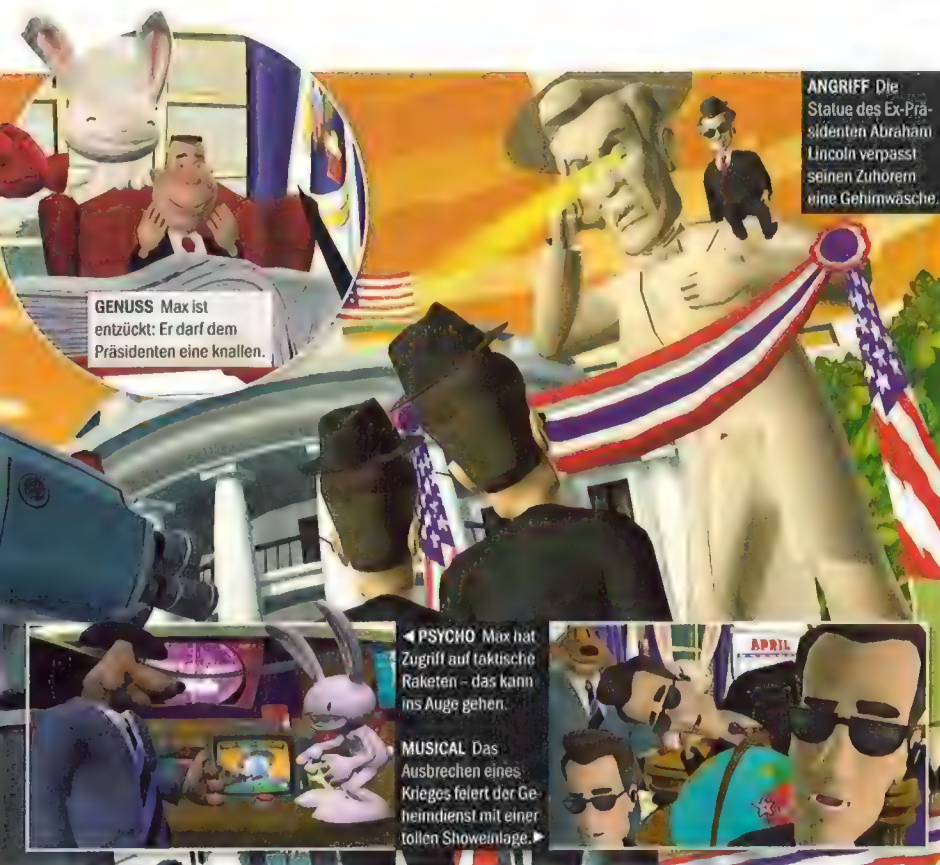 ANGRIFF Die
Statue des Ex-Prä-
sidenten Abraham
Lincoln verpasst
seinen Zuhörern
eine Gehirnwäsche.
GENUSS Max ist
entzückt: Er darf dem
Präsidenten eine knallen.
◄ PSYCHO Max hat
Zugriff auf taktische
Raketen – das kann
ins Auge gehen.
MUSICAL Das
Ausbrechen eines
Krieges feiert der Ge-
heimdienst mit einer
tollen Showeinlage.►
APRIL